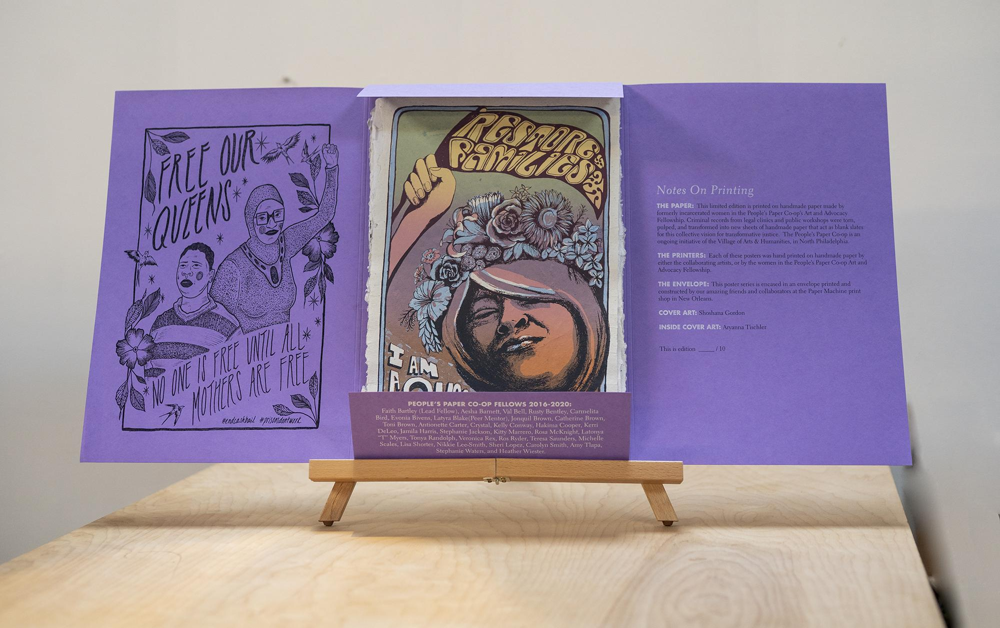 FREE OUR
QUEENS
NO ONE IS FREE UNTIL ALL
MOTHERS ARE FREE
#endcashbail #prisonsdontwork
RESTORE
FAMILIES
I AM
A
PEOPLE'S PAPER CO-OP FELLOWS 2016-2020:
Faith Bartley (Lead Fellow), Aesha Barnett, Val Bell, Rusty Bentley, Carmelita
Bird, Evonia Bivens, Latyra Blake(Peer Mentor), Jonquil Brown, Catherine Brown,
Toni Brown, Antionette Carter, Crystal, Kelly Conway, Hakima Cooper, Kerri
DeLeo, Jamila Harris, Stephanie Jackson, Kitty Marrero, Rosa McKnight, Latonya
"T" Myers, Tonya Randolph, Veronica Rex, Ros Ryder, Teresa Saunders, Michelle
Scales, Lisa Shorter, Nikkie Lee-Smith, Sheri Lopez, Carolyn Smith, Amy Tlapa,
Stephanie Waters, and Heather Wiester.
Notes On Printing
THE PAPER: This limited edition is printed on handmade paper made by
formerly incarcerated women in the People's Paper Co-op's Art and Advocacy
Fellowship. Criminal records from legal clinics and public workshops were torn,
pulped, and transformed into new sheets of handmade paper that act as blank slates
for this collective vision for transformative justice. The People's Paper Co-op is an
ongoing initiative of the Village of Arts & Humanities, in North Philadelphia.
THE PRINTERS: Each of these posters was hand printed on handmade paper by
either the collaborating artists, or by the women in the People's Paper Co-op Art and
Advocacy Fellowship.
THE ENVELOPE: This poster series is encased in an envelope printed and
constructed by our amazing friends and collaborators at the Paper Machine print
shop in New Orleans.
COVER ART: Shoshana Gordon
INSIDE COVER ART: Aryanna Tischler
This is edition _____ / 10